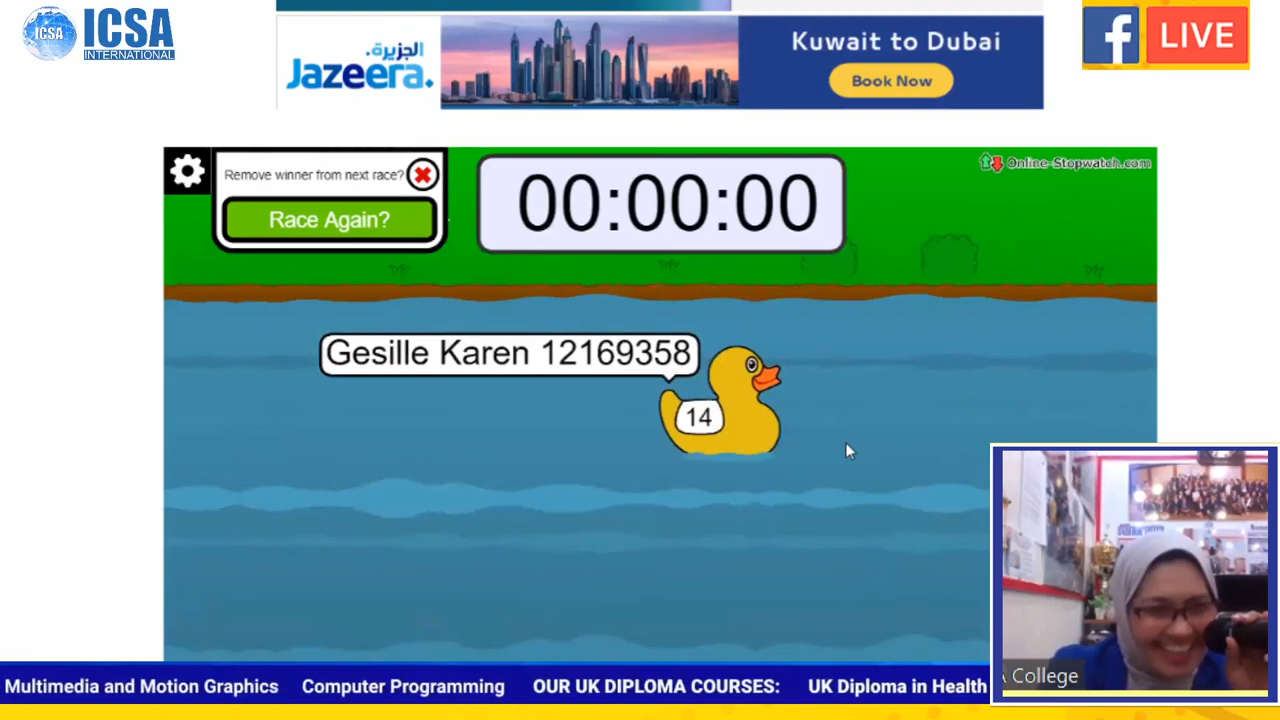 ICSA
ICSA
INTERNATIONAL
الجزيرة.
Jazeera.
Kuwait to Dubai
Book Now
LIVE
Remove winner from next race?
Race Again?
00:00:00
Online-Stopwatch.com
Gesille Karen 12169358
14
A College
Multimedia and Motion Graphics Computer Programming OUR UK DIPLOMA COURSES: UK Diploma in Health